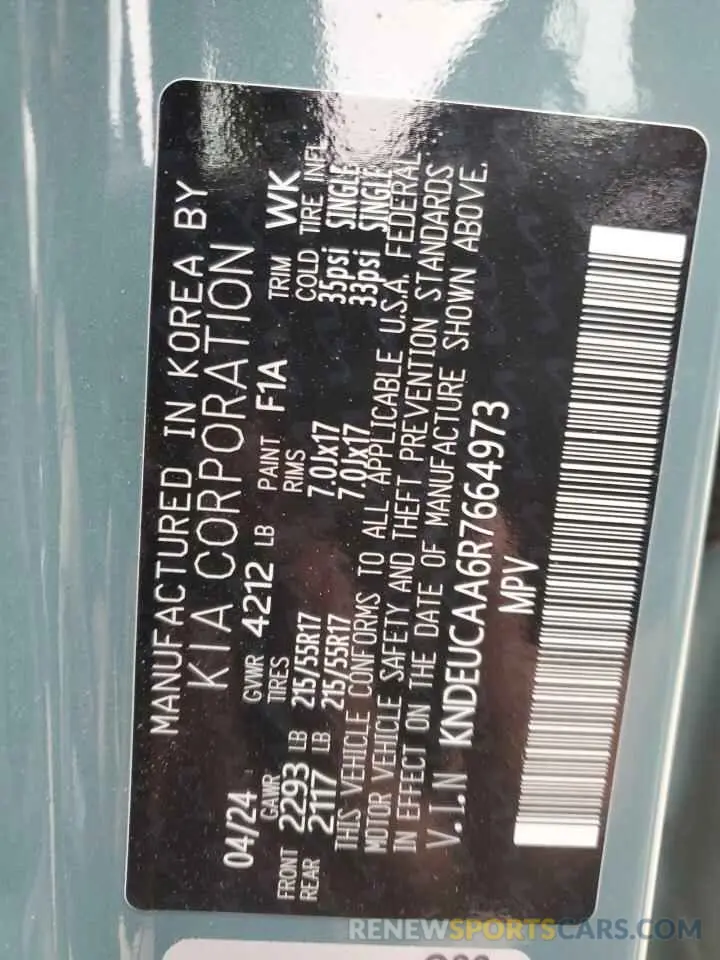 MANUFACTURED IN KOREA BY
KIA CORPORATION
04/24 GVWR 4212 LB PAINT F1A TRIM WK
GAWR TIRES RIMS COLD TIRE INFL
FRONT 2293 LB 215/55R17 7.0Jx17 35psi SINGLE
REAR 2117 LB 215/55R17 7.0Jx17 33psi SINGLE
THIS VEHICLE CONFORMS TO ALL APPLICABLE U.S.A. FEDERAL
MOTOR VEHICLE SAFETY AND THEFT PREVENTION STANDARDS
IN EFFECT ON THE DATE OF MANUFACTURE SHOWN ABOVE.
V.I.N KNDEUCAA6R7664973
MPV
RENEWSPORTSCARS.COM